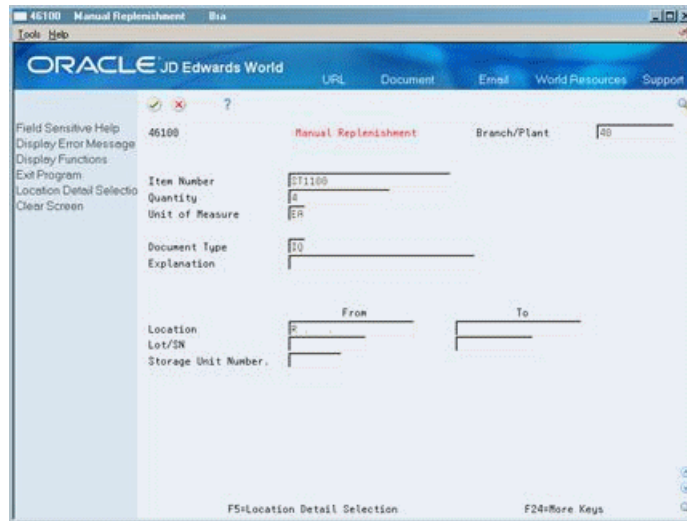 46100 Manual Replenishment
Tools Help
ORACLE JD Edwards World
URL Document Email World Resources Support
?
Field Sensitive Help
Display Error Message
Display Functions
Exit Program
Location Detail Selectio
Clear Screen
46100 Manual Replenishment Branch/Plant 40
Item Number ST1100
Quantity 4
Unit of Measure EA
Document Type
Explanation
From To
Location R . .
Lot/SN
Storage Unit Number.
F5=Location Detail Selection F24=More Keys